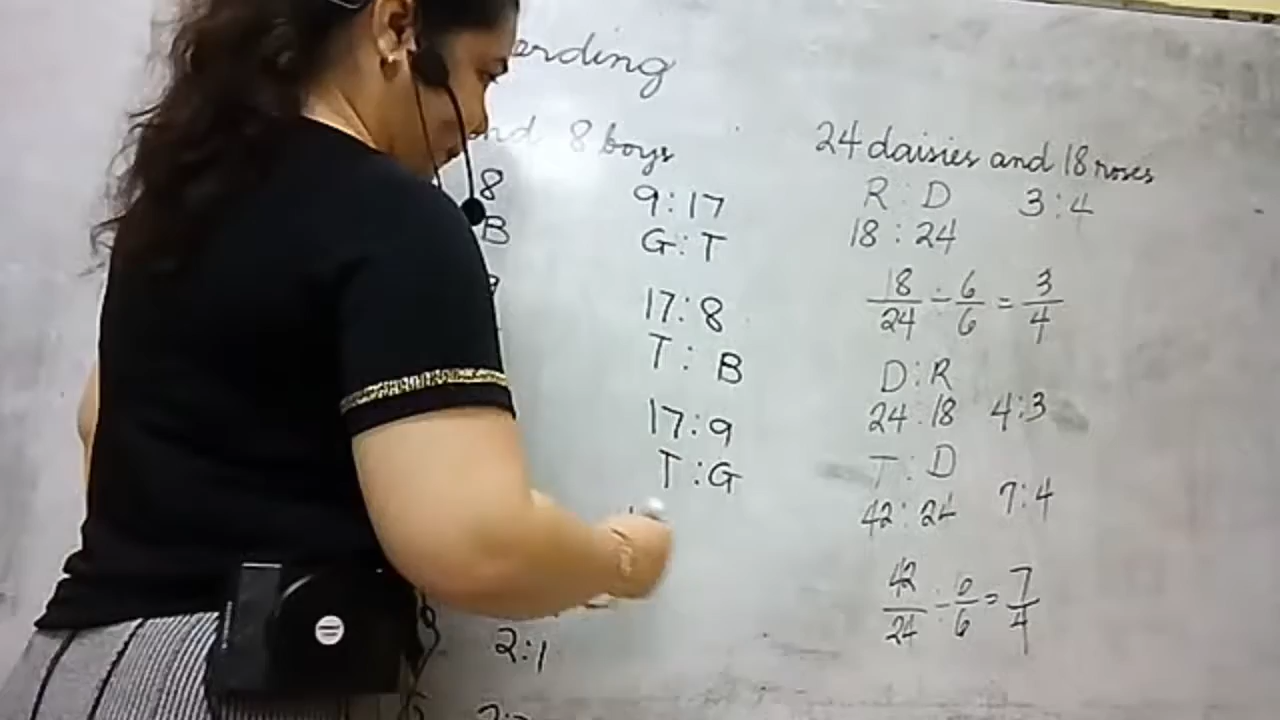 erding
and 8 boys
8
B
9:17
G:T
17:8
T: B
17:9
T:G
2:1
24 daisies and 18 roses
R:D 3:4
18:24
18/24 ÷ 6/6 = 3/4
D:R
24:18 4:3
T:D
42:24 7:4
42/24 ÷ 6/6 = 7/4